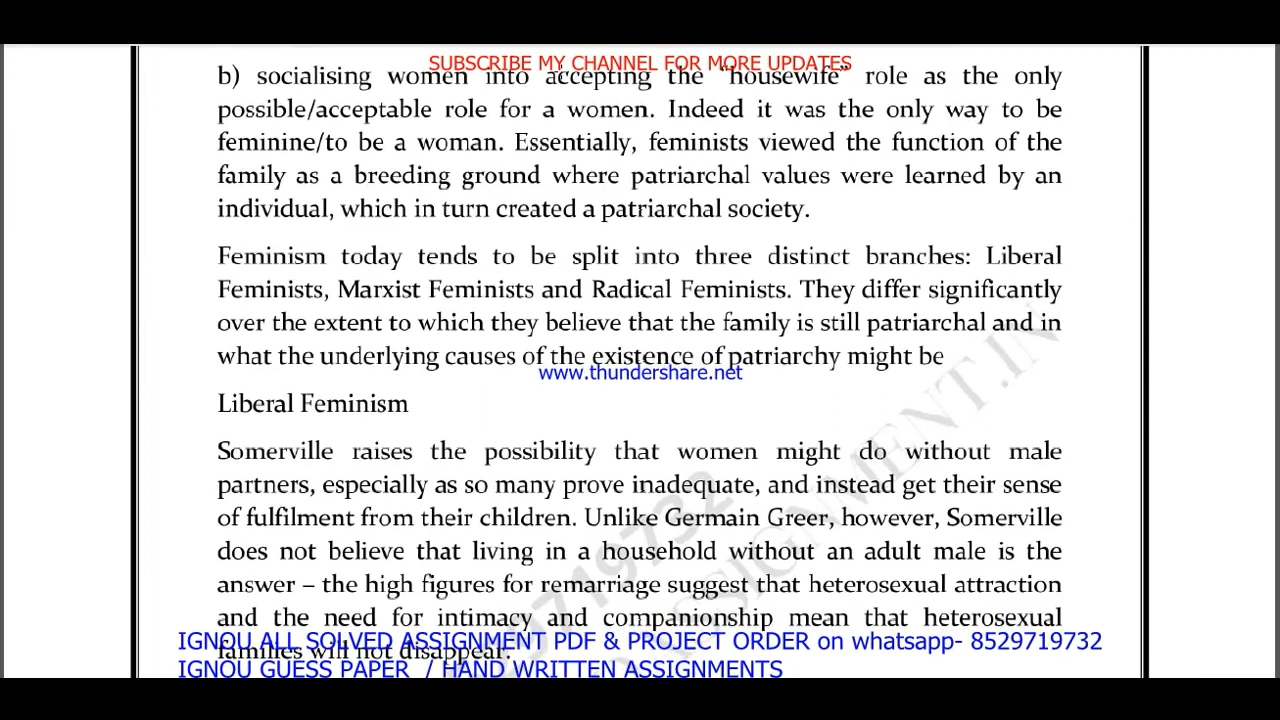 SUBSCRIBE MY CHANNEL FOR MORE UPDATES
b) socialising women into accepting the “housewife” role as the only
possible/acceptable role for a women. Indeed it was the only way to be
feminine/to be a woman. Essentially, feminists viewed the function of the
family as a breeding ground where patriarchal values were learned by an
individual, which in turn created a patriarchal society.
Feminism today tends to be split into three distinct branches: Liberal
Feminists, Marxist Feminists and Radical Feminists. They differ significantly
over the extent to which they believe that the family is still patriarchal and in
what the underlying causes of the existence of patriarchy might be
www.thundershare.net
Liberal Feminism
Somerville raises the possibility that women might do without male
partners, especially as so many prove inadequate, and instead get their sense
of fulfilment from their children. Unlike Germain Greer, however, Somerville
does not believe that living in a household without an adult male is the
answer – the high figures for remarriage suggest that heterosexual attraction
and the need for intimacy and companionship mean that heterosexual
families will not disappear.
IGNOU ALL SOLVED ASSIGNMENT PDF & PROJECT ORDER on whatsapp- 8529719732
IGNOU GUESS PAPER / HAND WRITTEN ASSIGNMENTS
9719732
ASSIGNMENT.IN